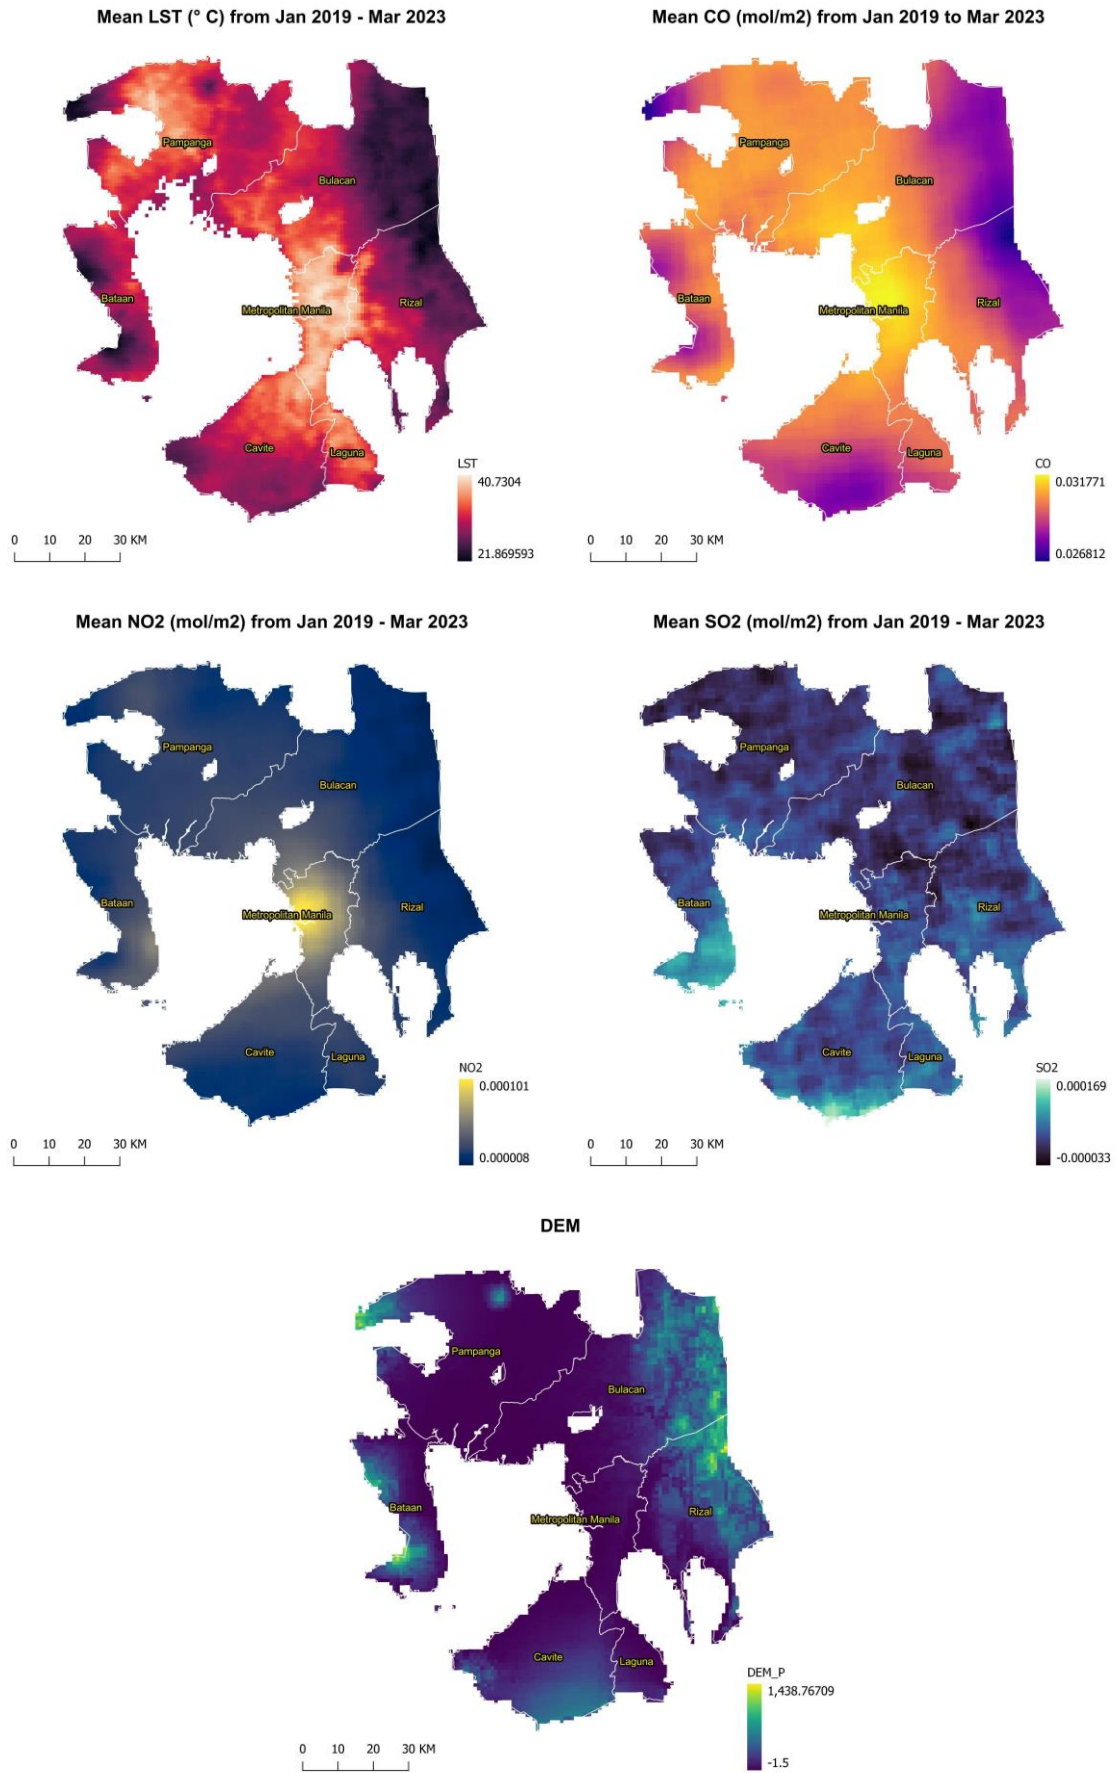 Mean LST (° C) from Jan 2019 - Mar 2023
Pampanga
Bulacan
Bataan
Metropolitan Manila
Rizal
Cavite
Laguna
LST
40.7304
21.869593
0 10 20 30 KM
Mean CO (mol/m2) from Jan 2019 to Mar 2023
Pampanga
Bulacan
Bataan
Metropolitan Manila
Rizal
Cavite
Laguna
CO
0.031771
0.026812
0 10 20 30 KM
Mean NO2 (mol/m2) from Jan 2019 - Mar 2023
Pampanga
Bulacan
Bataan
Metropolitan Manila
Rizal
Cavite
Laguna
NO2
0.000101
0.000008
0 10 20 30 KM
Mean SO2 (mol/m2) from Jan 2019 - Mar 2023
Pampanga
Bulacan
Bataan
Metropolitan Manila
Rizal
Cavite
Laguna
SO2
0.000169
-0.000033
0 10 20 30 KM
DEM
Pampanga
Bulacan
Bataan
Metropolitan Manila
Rizal
Cavite
Laguna
DEM_P
1,438.76709
-1.5
0 10 20 30 KM